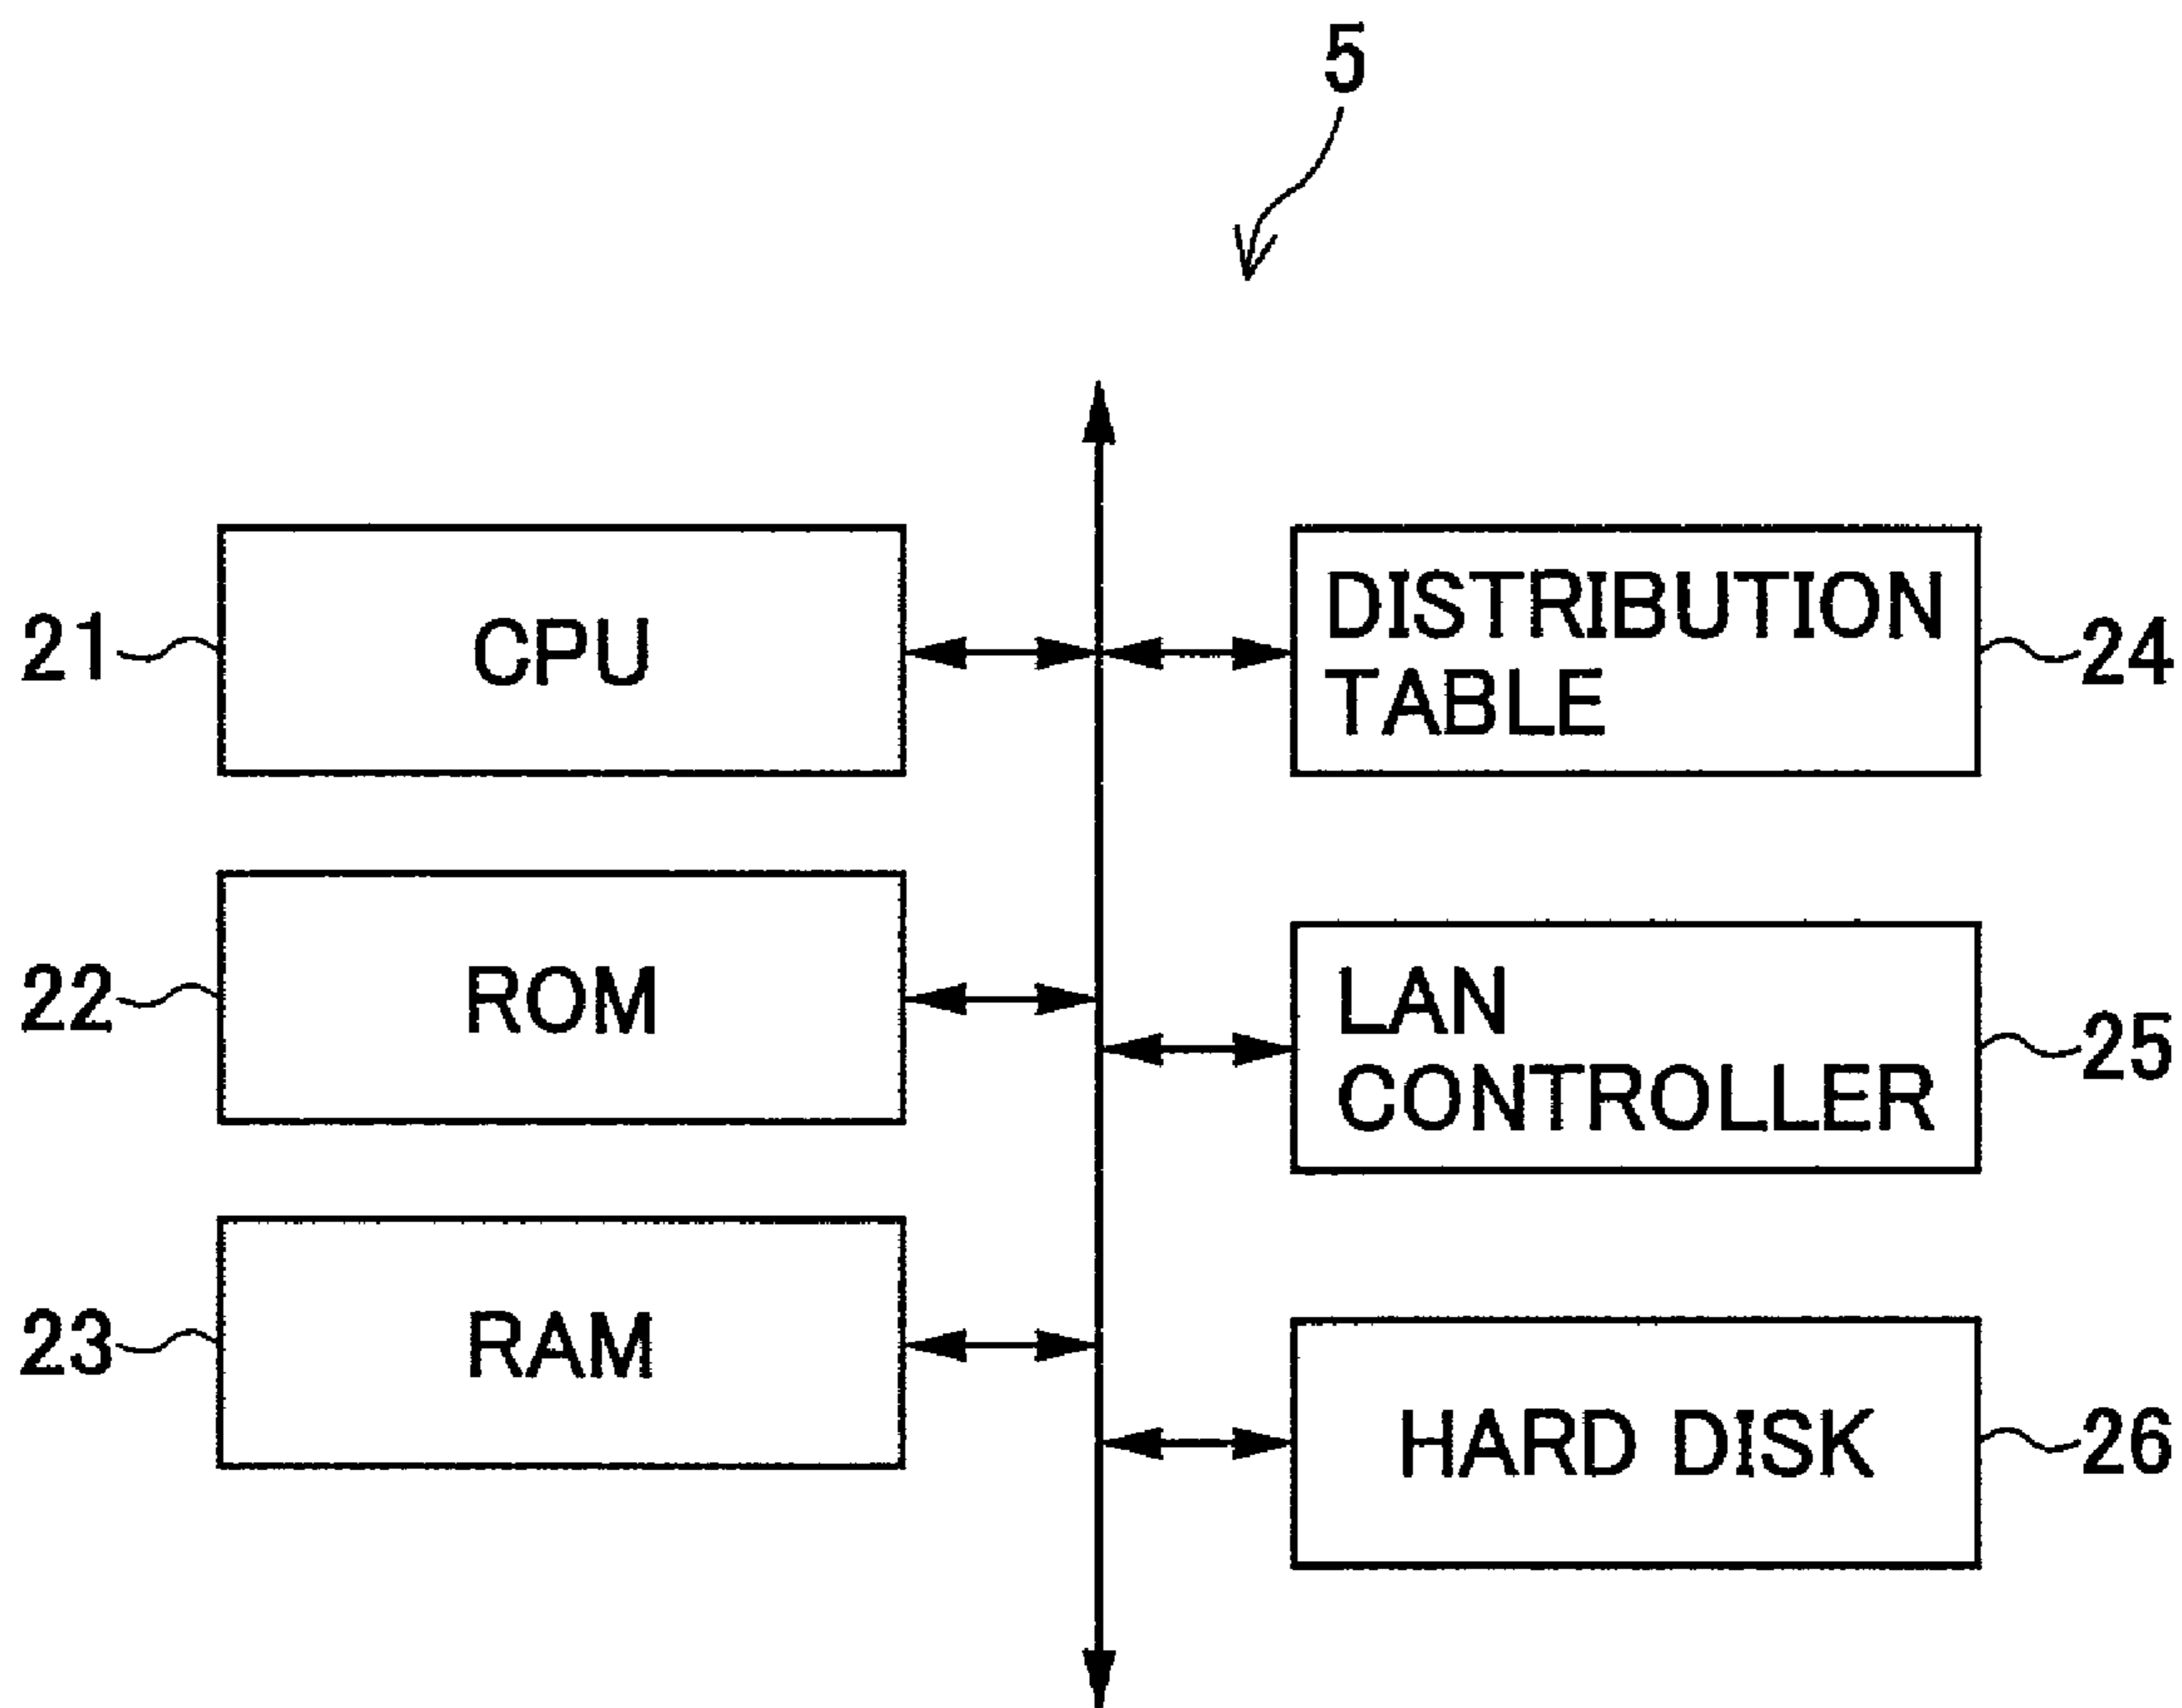 5
21
CPU
DISTRIBUTION
TABLE
24
22
ROM
LAN
CONTROLLER
25
23
RAM
HARD DISK
26